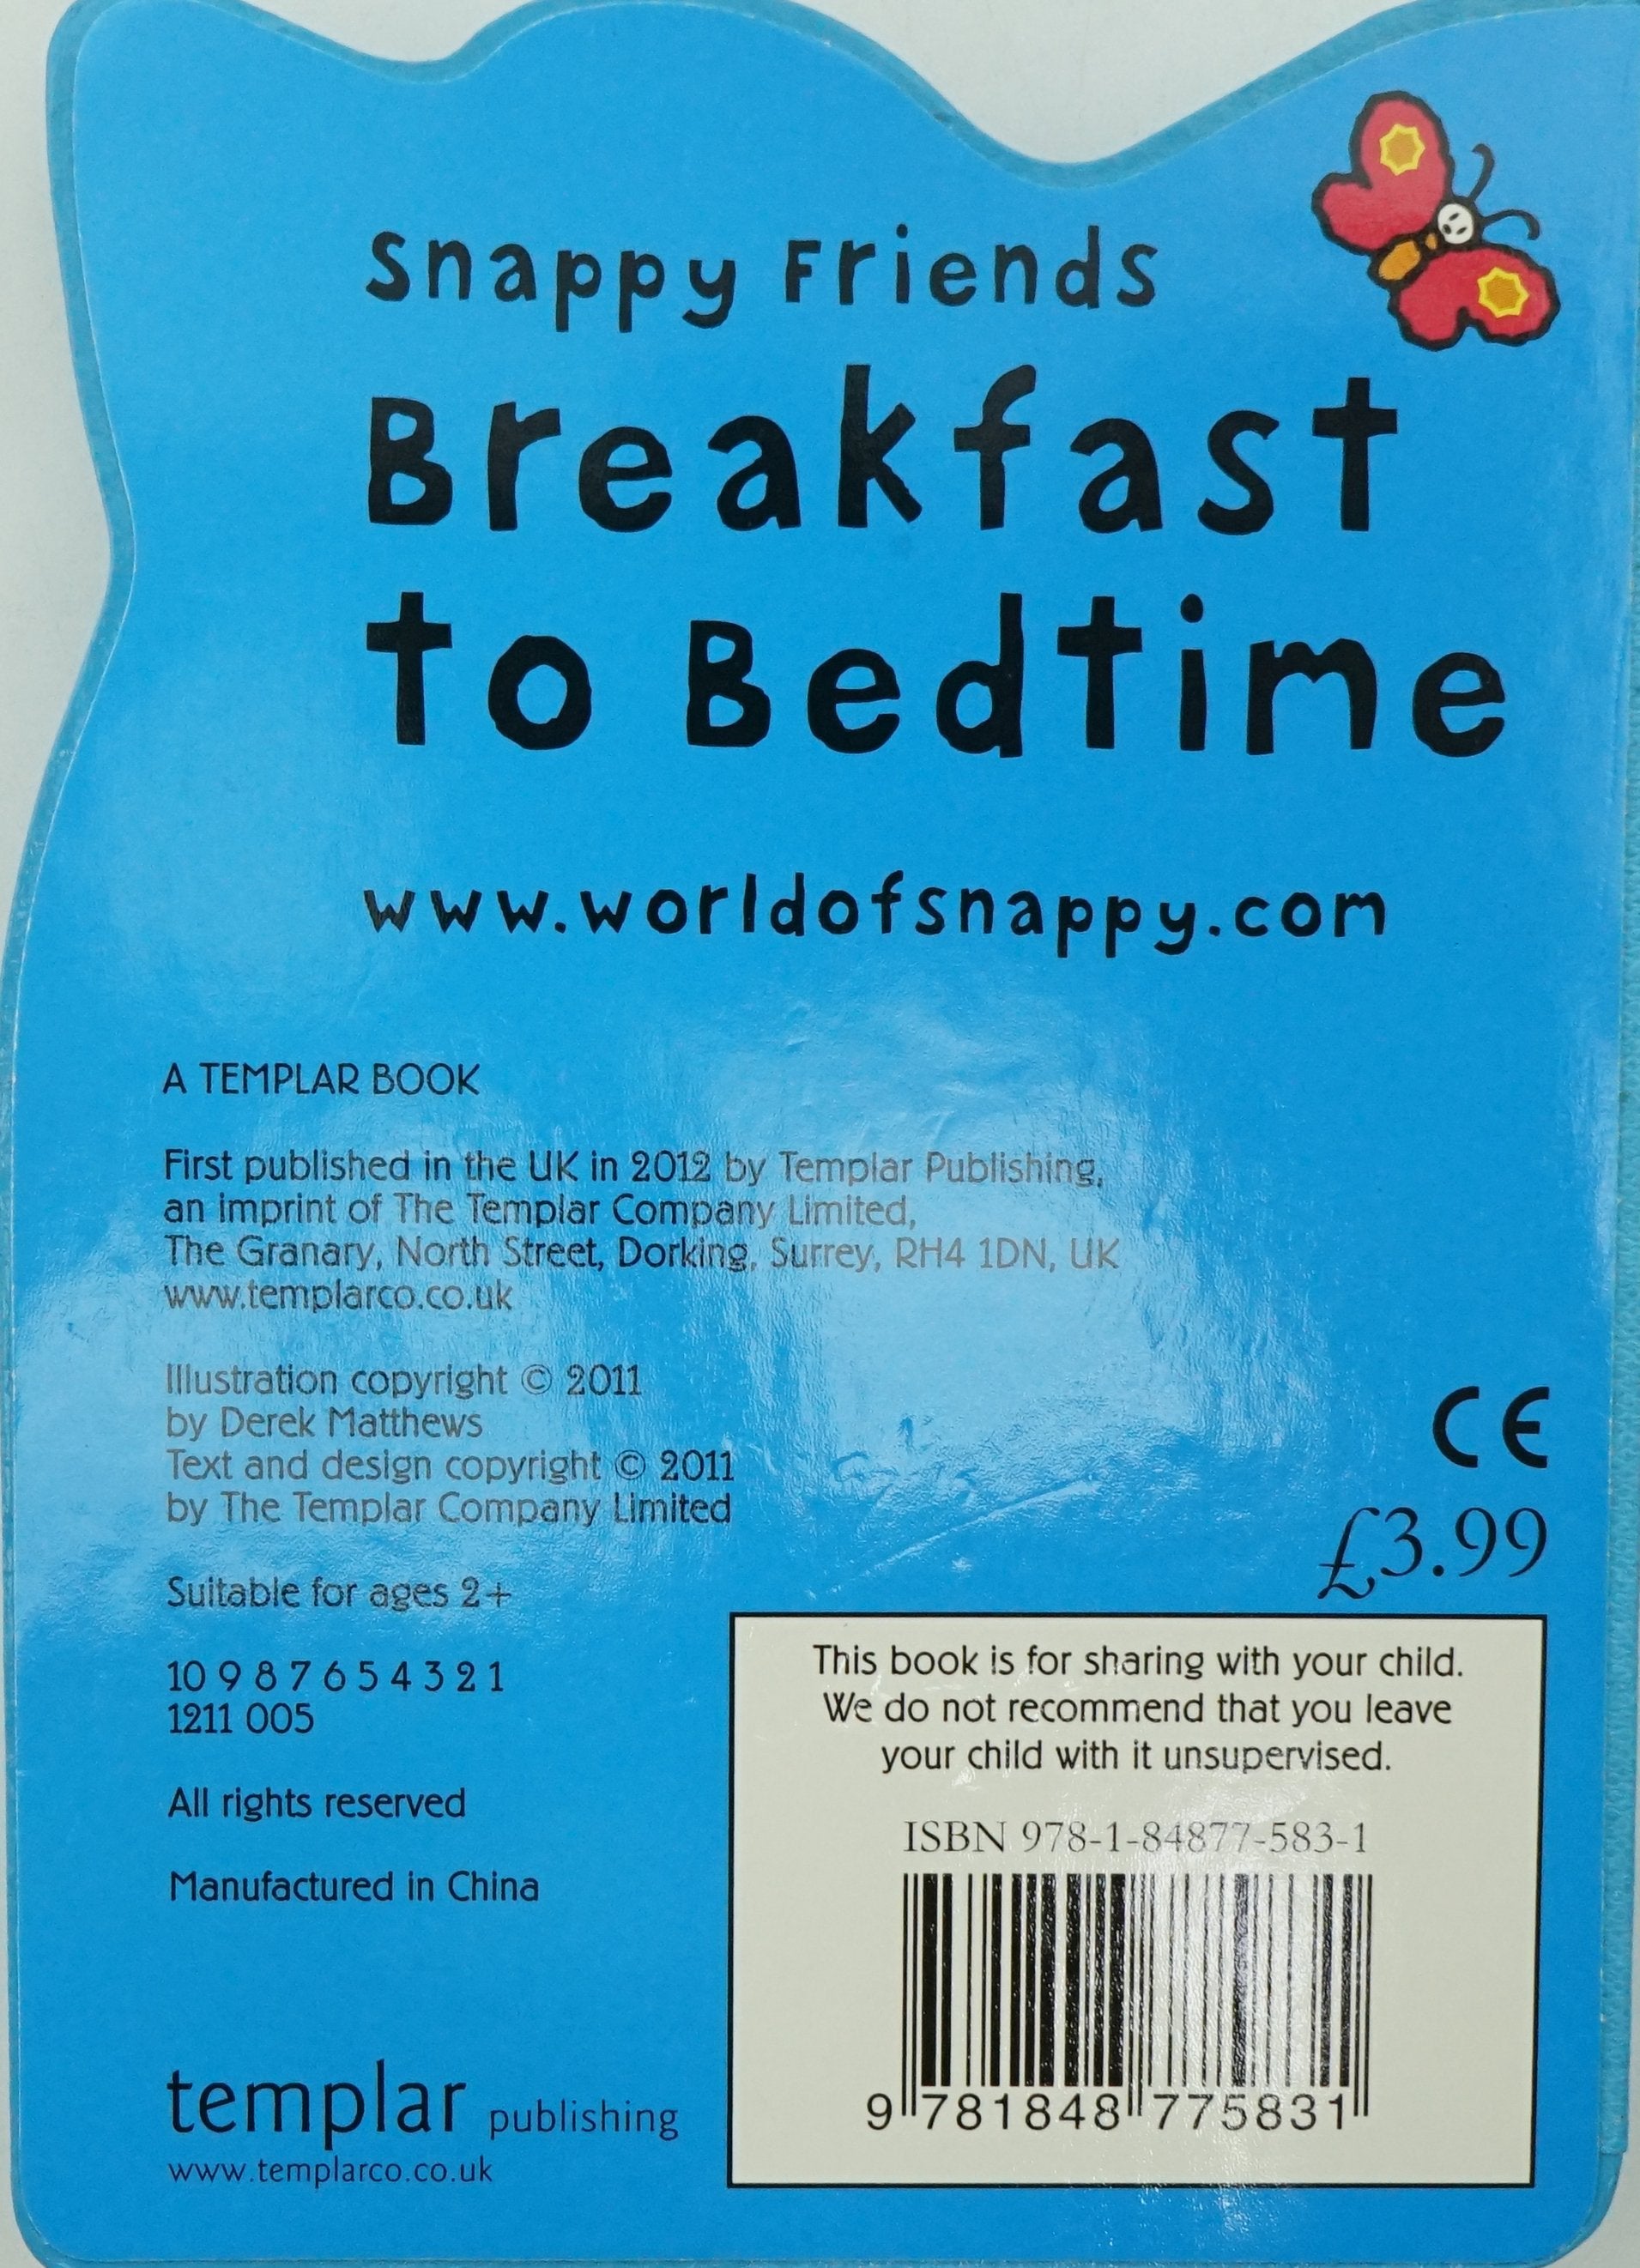 Snappy Friends
Breakfast
to Bedtime
www.worldofsnappy.com
A TEMPLAR BOOK
First published in the UK in 2012 by Templar Publishing,
an imprint of The Templar Company Limited,
The Granary, North Street, Dorking, Surrey, RH4 1DN, UK
www.templarco.co.uk
Illustration copyright © 2011
by Derek Matthews
Text and design copyright © 2011
by The Templar Company Limited
Suitable for ages 2+
10 9 8 7 6 5 4 3 2 1
1211 005
All rights reserved
Manufactured in China
templar publishing
www.templarco.co.uk
CE
£3.99
This book is for sharing with your child.
We do not recommend that you leave
your child with it unsupervised.
ISBN 978-1-84877-583-1
9 781848 775831